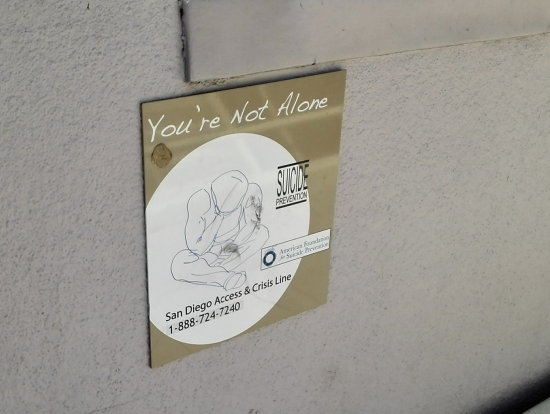 You're Not Alone
SUICIDE
PREVENTION
American Foundation
for Suicide Prevention
San Diego Access & Crisis Line
1-888-724-7240